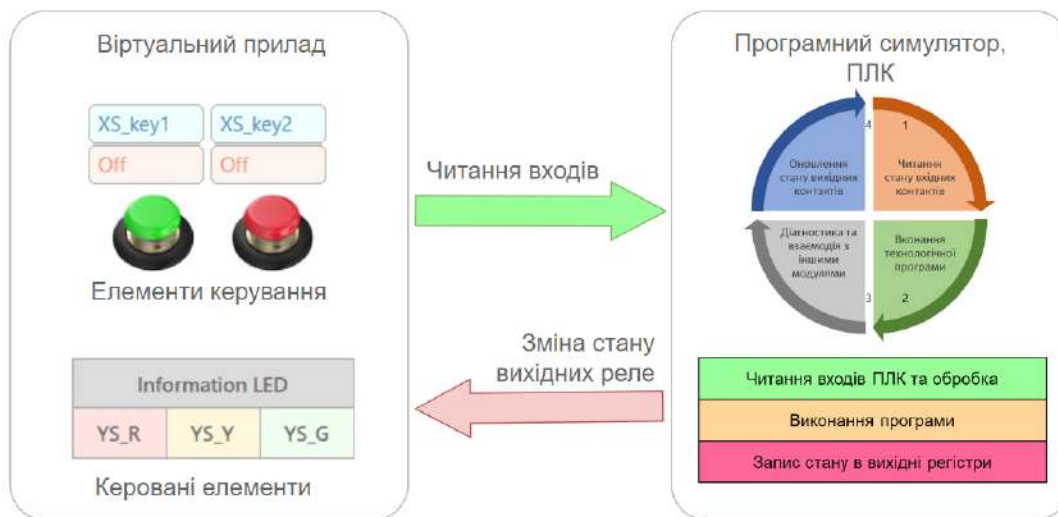 Віртуальний прилад
XS_key1
XS_key2
Off
Off
Елементи керування
Information LED
YS_R
YS_Y
YS_G
Керовані елементи
Читання входів
Зміна стану
вихідних реле
Програмний симулятор,
ПЛК
4
1
Оновлення
стану вихідних
контактів
Читання
стану вхідних
контактів
Діагностика та
взаємодія з
іншими
модулями
Виконання
технологічної
програми
3
2
Читання входів ПЛК та обробка
Виконання програми
Запис стану в вихідні регістри